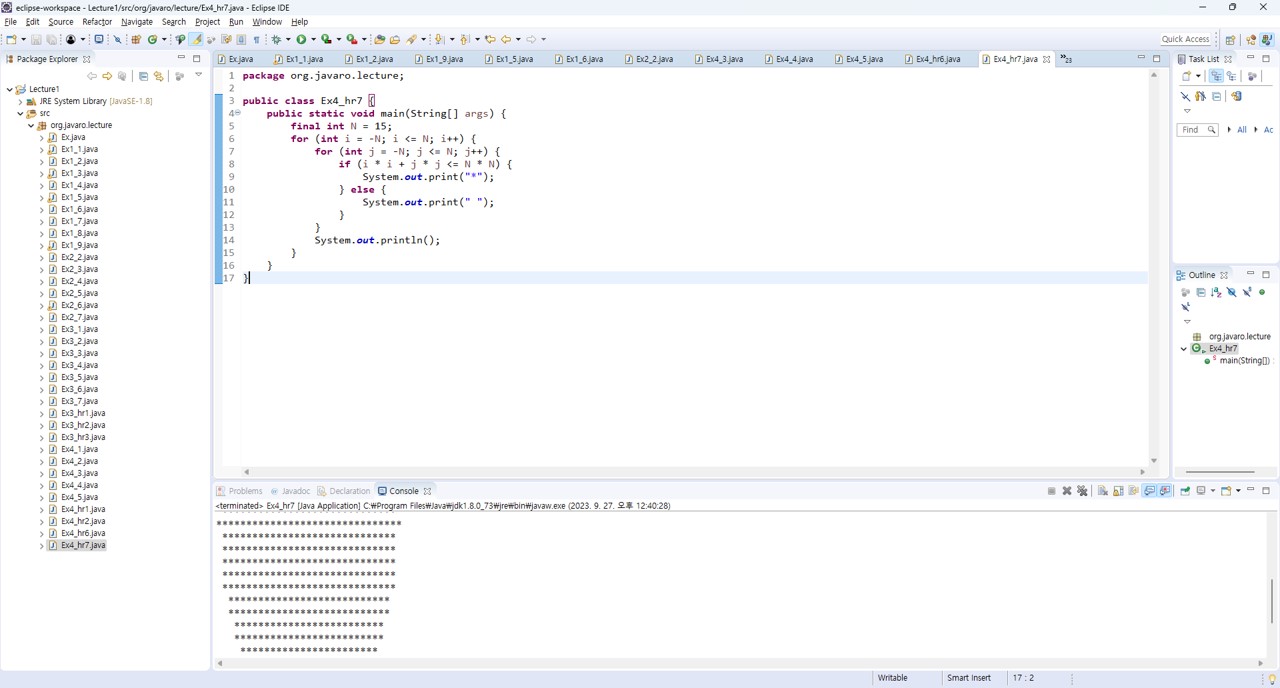 eclipse-workspace - Lecture1/src/org/javaro/lecture/Ex4_hr7.java - Eclipse IDE
File Edit Source Refactor Navigate Search Project Run Window Help
Quick Access
Package Explorer
Ex.java Ex1_1.java Ex1_2.java Ex1_9.java Ex1_5.java Ex1_6.java Ex2_2.java Ex4_3.java Ex4_4.java Ex4_5.java Ex4_hr6.java Ex4_hr7.java »23
Task List
Lecture1
JRE System Library [JavaSE-1.8]
src
org.javaro.lecture
Ex.java
Ex1_1.java
Ex1_2.java
Ex1_3.java
Ex1_4.java
Ex1_5.java
Ex1_6.java
Ex1_7.java
Ex1_8.java
Ex1_9.java
Ex2_2.java
Ex2_3.java
Ex2_4.java
Ex2_5.java
Ex2_6.java
Ex2_7.java
Ex3_1.java
Ex3_2.java
Ex3_3.java
Ex3_4.java
Ex3_5.java
Ex3_6.java
Ex3_7.java
Ex3_hr1.java
Ex3_hr2.java
Ex3_hr3.java
Ex4_1.java
Ex4_2.java
Ex4_3.java
Ex4_4.java
Ex4_5.java
Ex4_hr1.java
Ex4_hr2.java
Ex4_hr6.java
Ex4_hr7.java
1 package org.javaro.lecture;
2
3 public class Ex4_hr7 {
4 public static void main(String[] args) {
5 final int N = 15;
6 for (int i = -N; i <= N; i++) {
7 for (int j = -N; j <= N; j++) {
8 if (i * i + j * j <= N * N) {
9 System.out.print("*");
10 } else {
11 System.out.print(" ");
12 }
13 }
14 System.out.println();
15 }
16 }
17 }
Find All Ac
Outline
org.javaro.lecture
Ex4_hr7
main(String[]) :
Problems Javadoc Declaration Console
<terminated> Ex4_hr7 [Java Application] C:₩Program Files₩Java₩jdk1.8.0_73₩jre₩bin₩javaw.exe (2023. 9. 27. 오후 12:40:28)
*******************************
*****************************
*****************************
*****************************
*****************************
*****************************
***************************
***************************
*************************
*************************
***********************
Writable Smart Insert 17 : 2